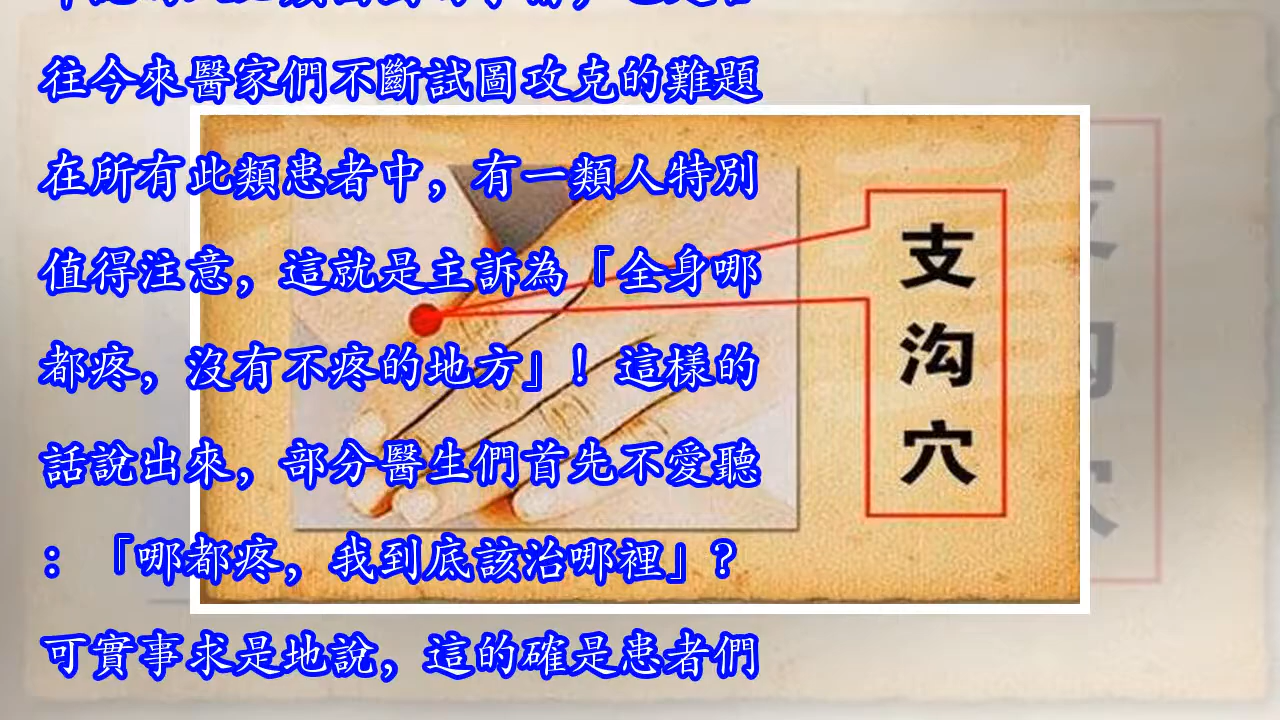 往今來醫家們不斷試圖攻克的難題
在所有此類患者中，有一類人特別
值得注意，這就是主訴為「全身哪
都疼，沒有不疼的地方」！這樣的
話說出來，部分醫生們首先不愛聽
：「哪都疼，我到底該治哪裡」？
可實事求是地說，這的確是患者們
支沟穴